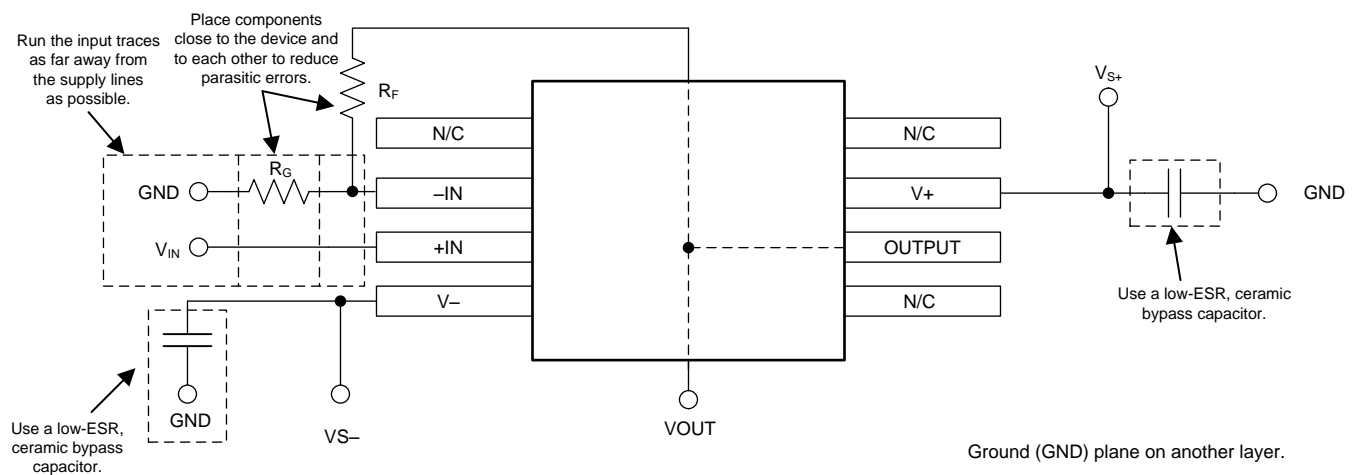 Place components
close to the device and
to each other to reduce
parasitic errors.
Run the input traces
as far away from
the supply lines
as possible.
RF
VS+
N/C
N/C
RG
GND
–IN
V+
GND
VIN
+IN
OUTPUT
V–
N/C
Use a low-ESR, ceramic
bypass capacitor.
GND
VS–
VOUT
Use a low-ESR,
ceramic bypass
capacitor.
Ground (GND) plane on another layer.